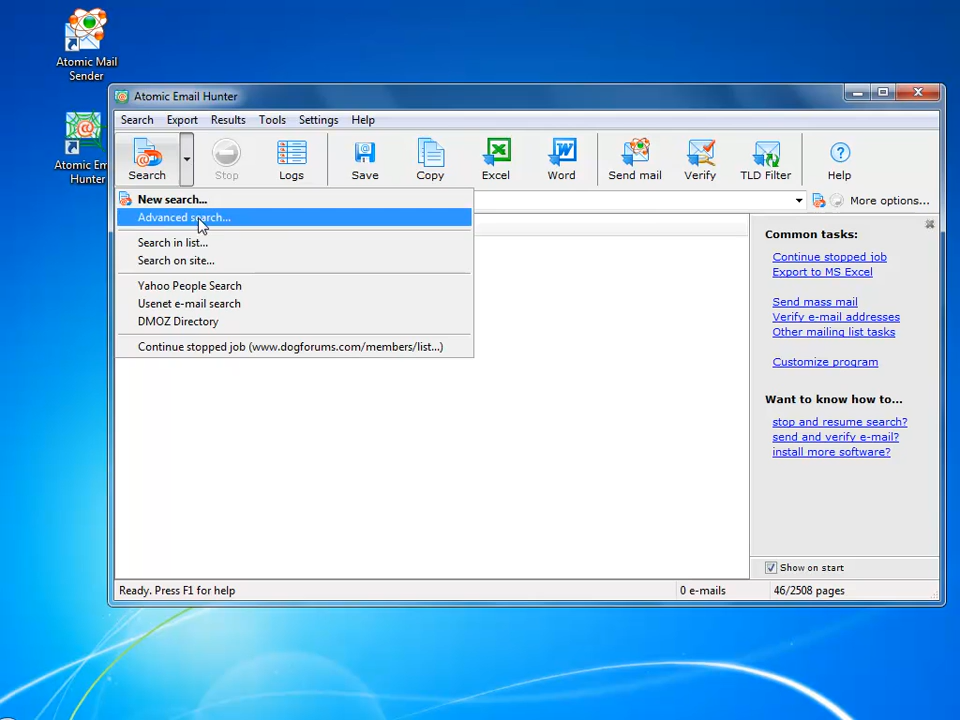 Atomic Mail
Sender
Atomic Em
Hunter
Atomic Email Hunter
Search Export Results Tools Settings Help
Search Stop Logs Save Copy Excel Word Send mail Verify TLD Filter Help
More options...
New search...
Advanced search...
Search in list...
Search on site...
Yahoo People Search
Usenet e-mail search
DMOZ Directory
Continue stopped job (www.dogforums.com/members/list...)
Common tasks:
Continue stopped job
Export to MS Excel
Send mass mail
Verify e-mail addresses
Other mailing list tasks
Customize program
Want to know how to...
stop and resume search?
send and verify e-mail?
install more software?
Show on start
Ready. Press F1 for help 0 e-mails 46/2508 pages